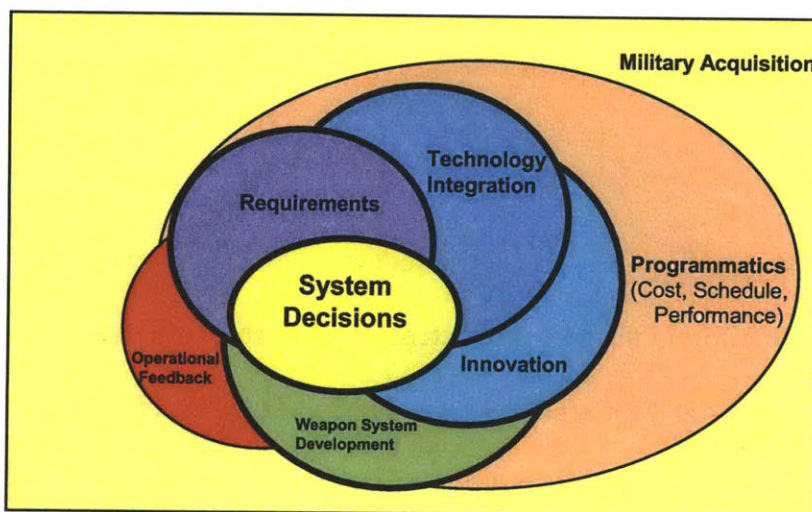 Military Acquisition
Technology
Integration
Requirements
Programmatics
(Cost, Schedule,
Performance)
System
Decisions
Operational
Feedback
Innovation
Weapon System
Development